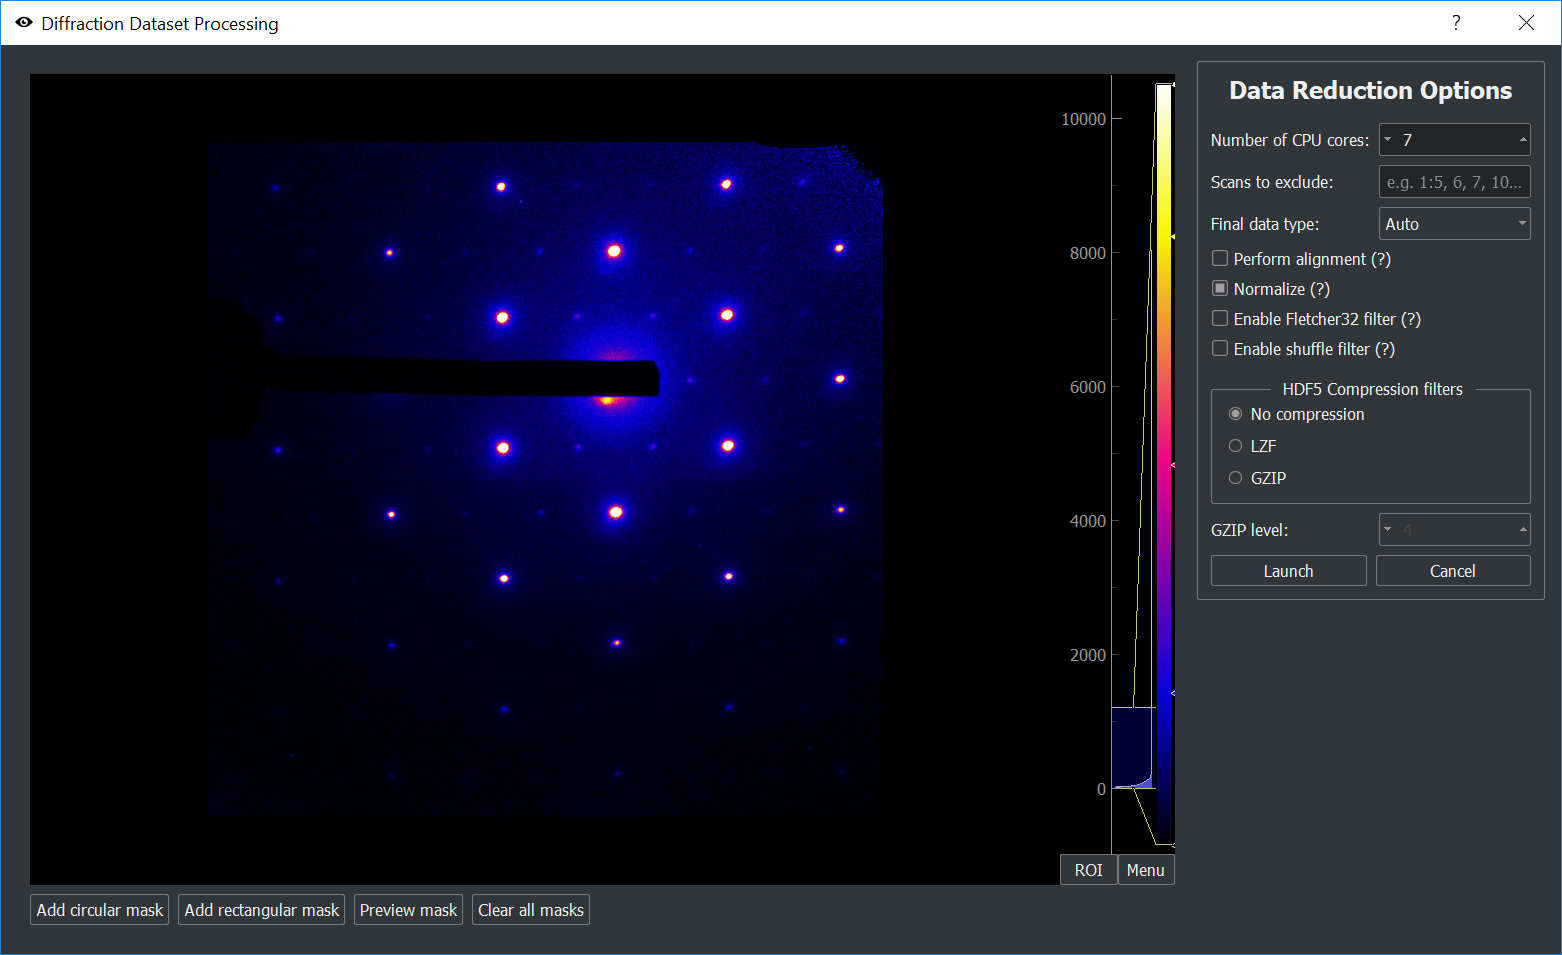 Diffraction Dataset Processing
?
10000
8000
6000
4000
2000
0
ROI
Menu
Add circular mask
Add rectangular mask
Preview mask
Clear all masks
Data Reduction Options
Number of CPU cores: 7
Scans to exclude: e.g. 1:5, 6, 7, 10...
Final data type: Auto
Perform alignment (?)
Normalize (?)
Enable Fletcher32 filter (?)
Enable shuffle filter (?)
HDF5 Compression filters
No compression
LZF
GZIP
GZIP level: 4
Launch
Cancel